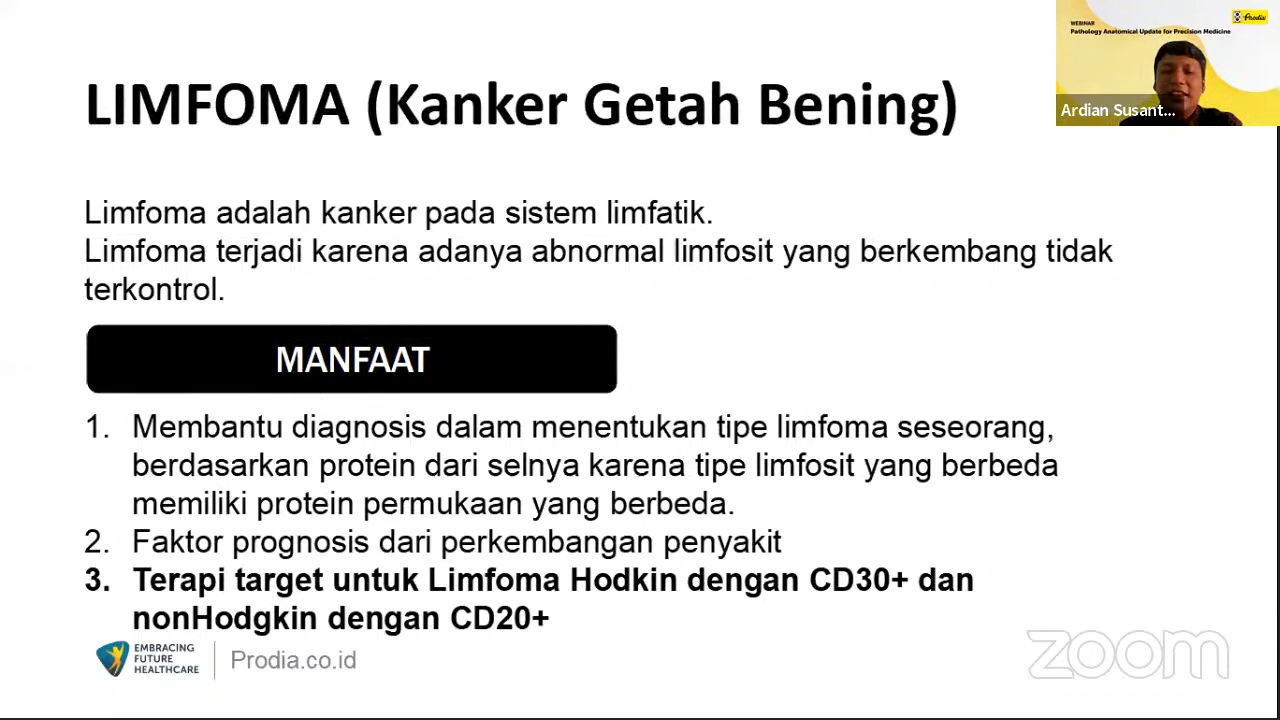 WEBINAR
Prodia
Pathology Anatomical Update for Precision Medicine
Ardian Susant...
LIMFOMA (Kanker Getah Bening)
Limfoma adalah kanker pada sistem limfatik.
Limfoma terjadi karena adanya abnormal limfosit yang berkembang tidak
terkontrol.
MANFAAT
1. Membantu diagnosis dalam menentukan tipe limfoma seseorang,
berdasarkan protein dari selnya karena tipe limfosit yang berbeda
memiliki protein permukaan yang berbeda.
2. Faktor prognosis dari perkembangan penyakit
3. Terapi target untuk Limfoma Hodkin dengan CD30+ dan
nonHodgkin dengan CD20+
EMBRACING
FUTURE
HEALTHCARE
Prodia.co.id
zoom